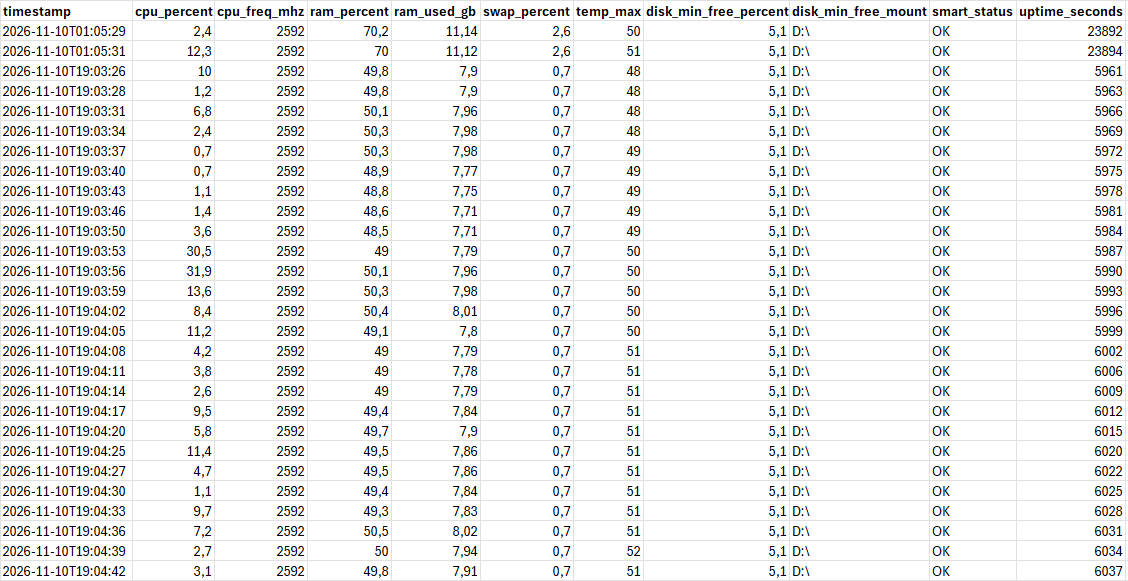 timestamp cpu_percent cpu_freq_mhz ram_percent ram_used_gb swap_percent temp_max disk_min_free_percent disk_min_free_mount smart_status uptime_seconds
2026-11-10T01:05:29 2,4 2592 70,2 11,14 2,6 50 5,1 D:\ OK 23892
2026-11-10T01:05:31 12,3 2592 70 11,12 2,6 51 5,1 D:\ OK 23894
2026-11-10T19:03:26 10 2592 49,8 7,9 0,7 48 5,1 D:\ OK 5961
2026-11-10T19:03:28 1,2 2592 49,8 7,9 0,7 48 5,1 D:\ OK 5963
2026-11-10T19:03:31 6,8 2592 50,1 7,96 0,7 48 5,1 D:\ OK 5966
2026-11-10T19:03:34 2,4 2592 50,3 7,98 0,7 48 5,1 D:\ OK 5969
2026-11-10T19:03:37 0,7 2592 50,3 7,98 0,7 49 5,1 D:\ OK 5972
2026-11-10T19:03:40 0,7 2592 48,9 7,77 0,7 49 5,1 D:\ OK 5975
2026-11-10T19:03:43 1,1 2592 48,8 7,75 0,7 49 5,1 D:\ OK 5978
2026-11-10T19:03:46 1,4 2592 48,6 7,71 0,7 49 5,1 D:\ OK 5981
2026-11-10T19:03:50 3,6 2592 48,5 7,71 0,7 49 5,1 D:\ OK 5984
2026-11-10T19:03:53 30,5 2592 49 7,79 0,7 50 5,1 D:\ OK 5987
2026-11-10T19:03:56 31,9 2592 50,1 7,96 0,7 50 5,1 D:\ OK 5990
2026-11-10T19:03:59 13,6 2592 50,3 7,98 0,7 50 5,1 D:\ OK 5993
2026-11-10T19:04:02 8,4 2592 50,4 8,01 0,7 50 5,1 D:\ OK 5996
2026-11-10T19:04:05 11,2 2592 49,1 7,8 0,7 50 5,1 D:\ OK 5999
2026-11-10T19:04:08 4,2 2592 49 7,79 0,7 51 5,1 D:\ OK 6002
2026-11-10T19:04:11 3,8 2592 49 7,78 0,7 51 5,1 D:\ OK 6006
2026-11-10T19:04:14 2,6 2592 49 7,79 0,7 51 5,1 D:\ OK 6009
2026-11-10T19:04:17 9,5 2592 49,4 7,84 0,7 51 5,1 D:\ OK 6012
2026-11-10T19:04:20 5,8 2592 49,7 7,9 0,7 51 5,1 D:\ OK 6015
2026-11-10T19:04:25 11,4 2592 49,5 7,86 0,7 51 5,1 D:\ OK 6020
2026-11-10T19:04:27 4,7 2592 49,5 7,86 0,7 51 5,1 D:\ OK 6022
2026-11-10T19:04:30 1,1 2592 49,4 7,84 0,7 51 5,1 D:\ OK 6025
2026-11-10T19:04:33 9,7 2592 49,3 7,83 0,7 51 5,1 D:\ OK 6028
2026-11-10T19:04:36 7,2 2592 50,5 8,02 0,7 51 5,1 D:\ OK 6031
2026-11-10T19:04:39 2,7 2592 50 7,94 0,7 52 5,1 D:\ OK 6034
2026-11-10T19:04:42 3,1 2592 49,8 7,91 0,7 51 5,1 D:\ OK 6037